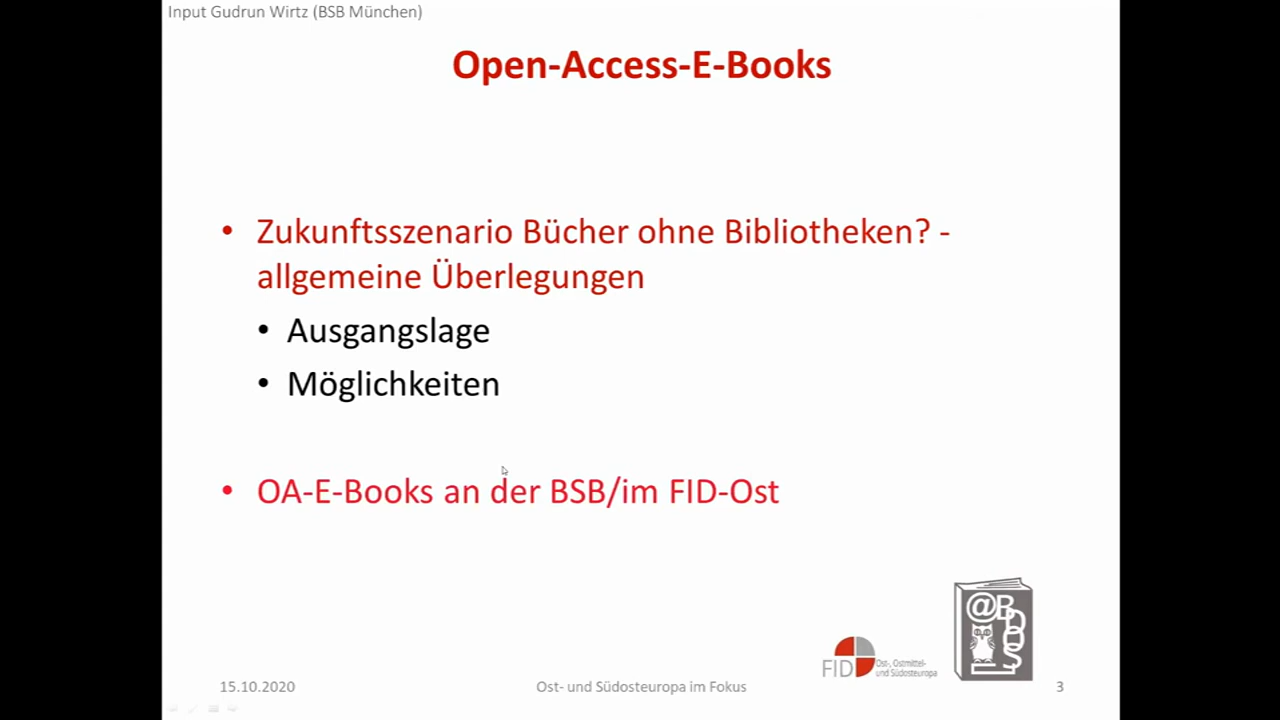 Input Gudrun Wirtz (BSB München)
Open-Access-E-Books
• Zukunftsszenario Bücher ohne Bibliotheken? -
allgemeine Überlegungen
• Ausgangslage
• Möglichkeiten
• OA-E-Books an der BSB/im FID-Ost
@BDOS
FID
Ost-, Ostmittel-
und Südosteuropa
15.10.2020
Ost- und Südosteuropa im Fokus
3